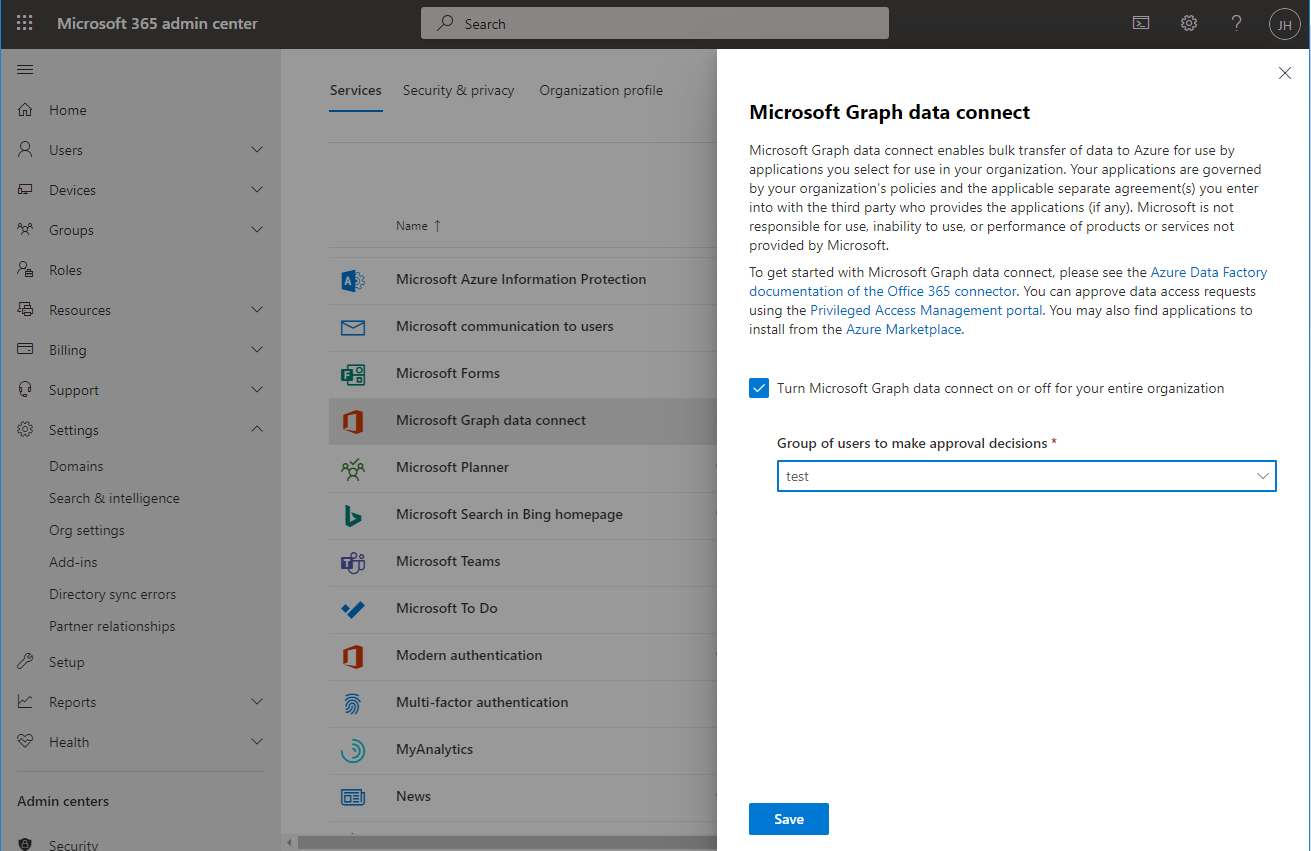 Microsoft 365 admin center
Search
JH
Home
Users
Devices
Groups
Roles
Resources
Billing
Support
Settings
Domains
Search & intelligence
Org settings
Add-ins
Directory sync errors
Partner relationships
Setup
Reports
Health
Admin centers
Security
Services Security & privacy Organization profile
Name ↑
Microsoft Azure Information Protection
Microsoft communication to users
Microsoft Forms
Microsoft Graph data connect
Microsoft Planner
Microsoft Search in Bing homepage
Microsoft Teams
Microsoft To Do
Modern authentication
Multi-factor authentication
MyAnalytics
News
Microsoft Graph data connect
Microsoft Graph data connect enables bulk transfer of data to Azure for use by
applications you select for use in your organization. Your applications are governed
by your organization's policies and the applicable separate agreement(s) you enter
into with the third party who provides the applications (if any). Microsoft is not
responsible for use, inability to use, or performance of products or services not
provided by Microsoft.
To get started with Microsoft Graph data connect, please see the Azure Data Factory
documentation of the Office 365 connector. You can approve data access requests
using the Privileged Access Management portal. You may also find applications to
install from the Azure Marketplace.
Turn Microsoft Graph data connect on or off for your entire organization
Group of users to make approval decisions *
test
Save